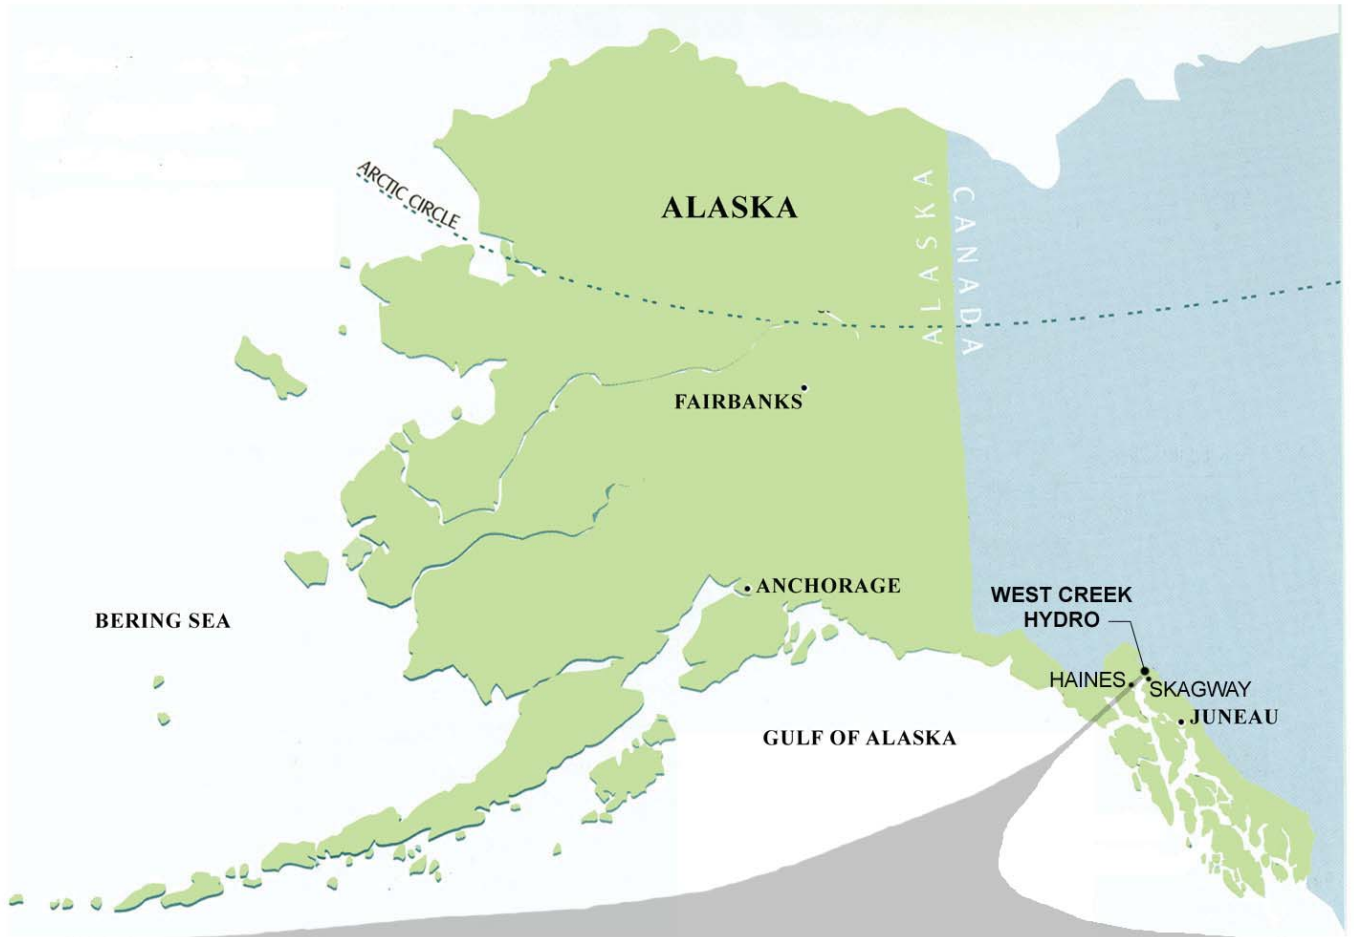 ARCTIC CIRCLE
ALASKA
ALASKA
CANADA
FAIRBANKS
ANCHORAGE
WEST CREEK
HYDRO
BERING SEA
HAINES
SKAGWAY
JUNEAU
GULF OF ALASKA